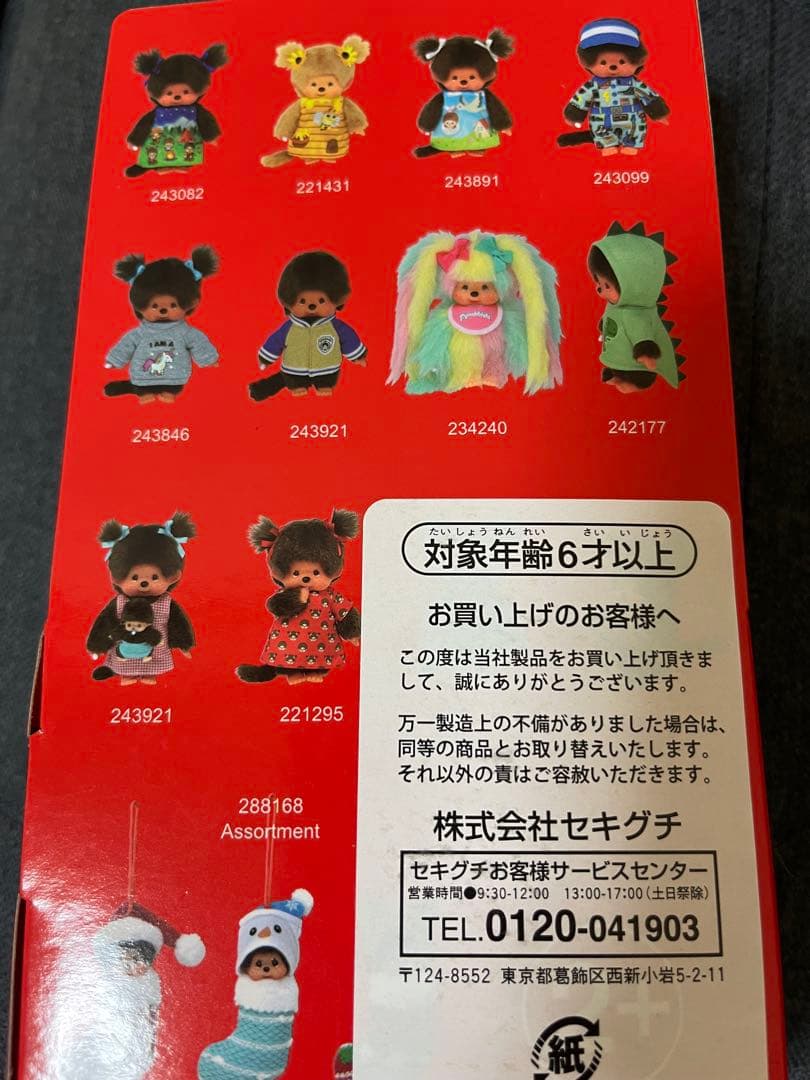 243082
221431
243891
243099
I AM A
243846
243921
234240
242177
243921
221295
288168
Assortment
たいしょうねんれい さいいじょう
対象年齢6才以上
お買い上げのお客様へ
この度は当社製品をお買い上げ頂きま
して、誠にありがとうございます。
万一製造上の不備がありました場合は、
同等の商品とお取り替えいたします。
それ以外の責はご容赦いただきます。
株式会社セキグチ
セキグチお客様サービスセンター
営業時間●9:30-12:00 13:00-17:00(土日祭除)
TEL.0120-041903
〒124-8552 東京都葛飾区西新小岩5-2-11
紙